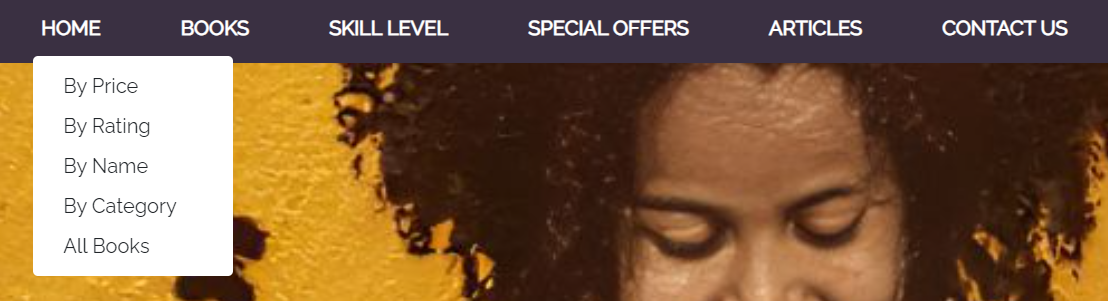 HOME BOOKS SKILL LEVEL SPECIAL OFFERS ARTICLES CONTACT US
By Price
By Rating
By Name
By Category
All Books